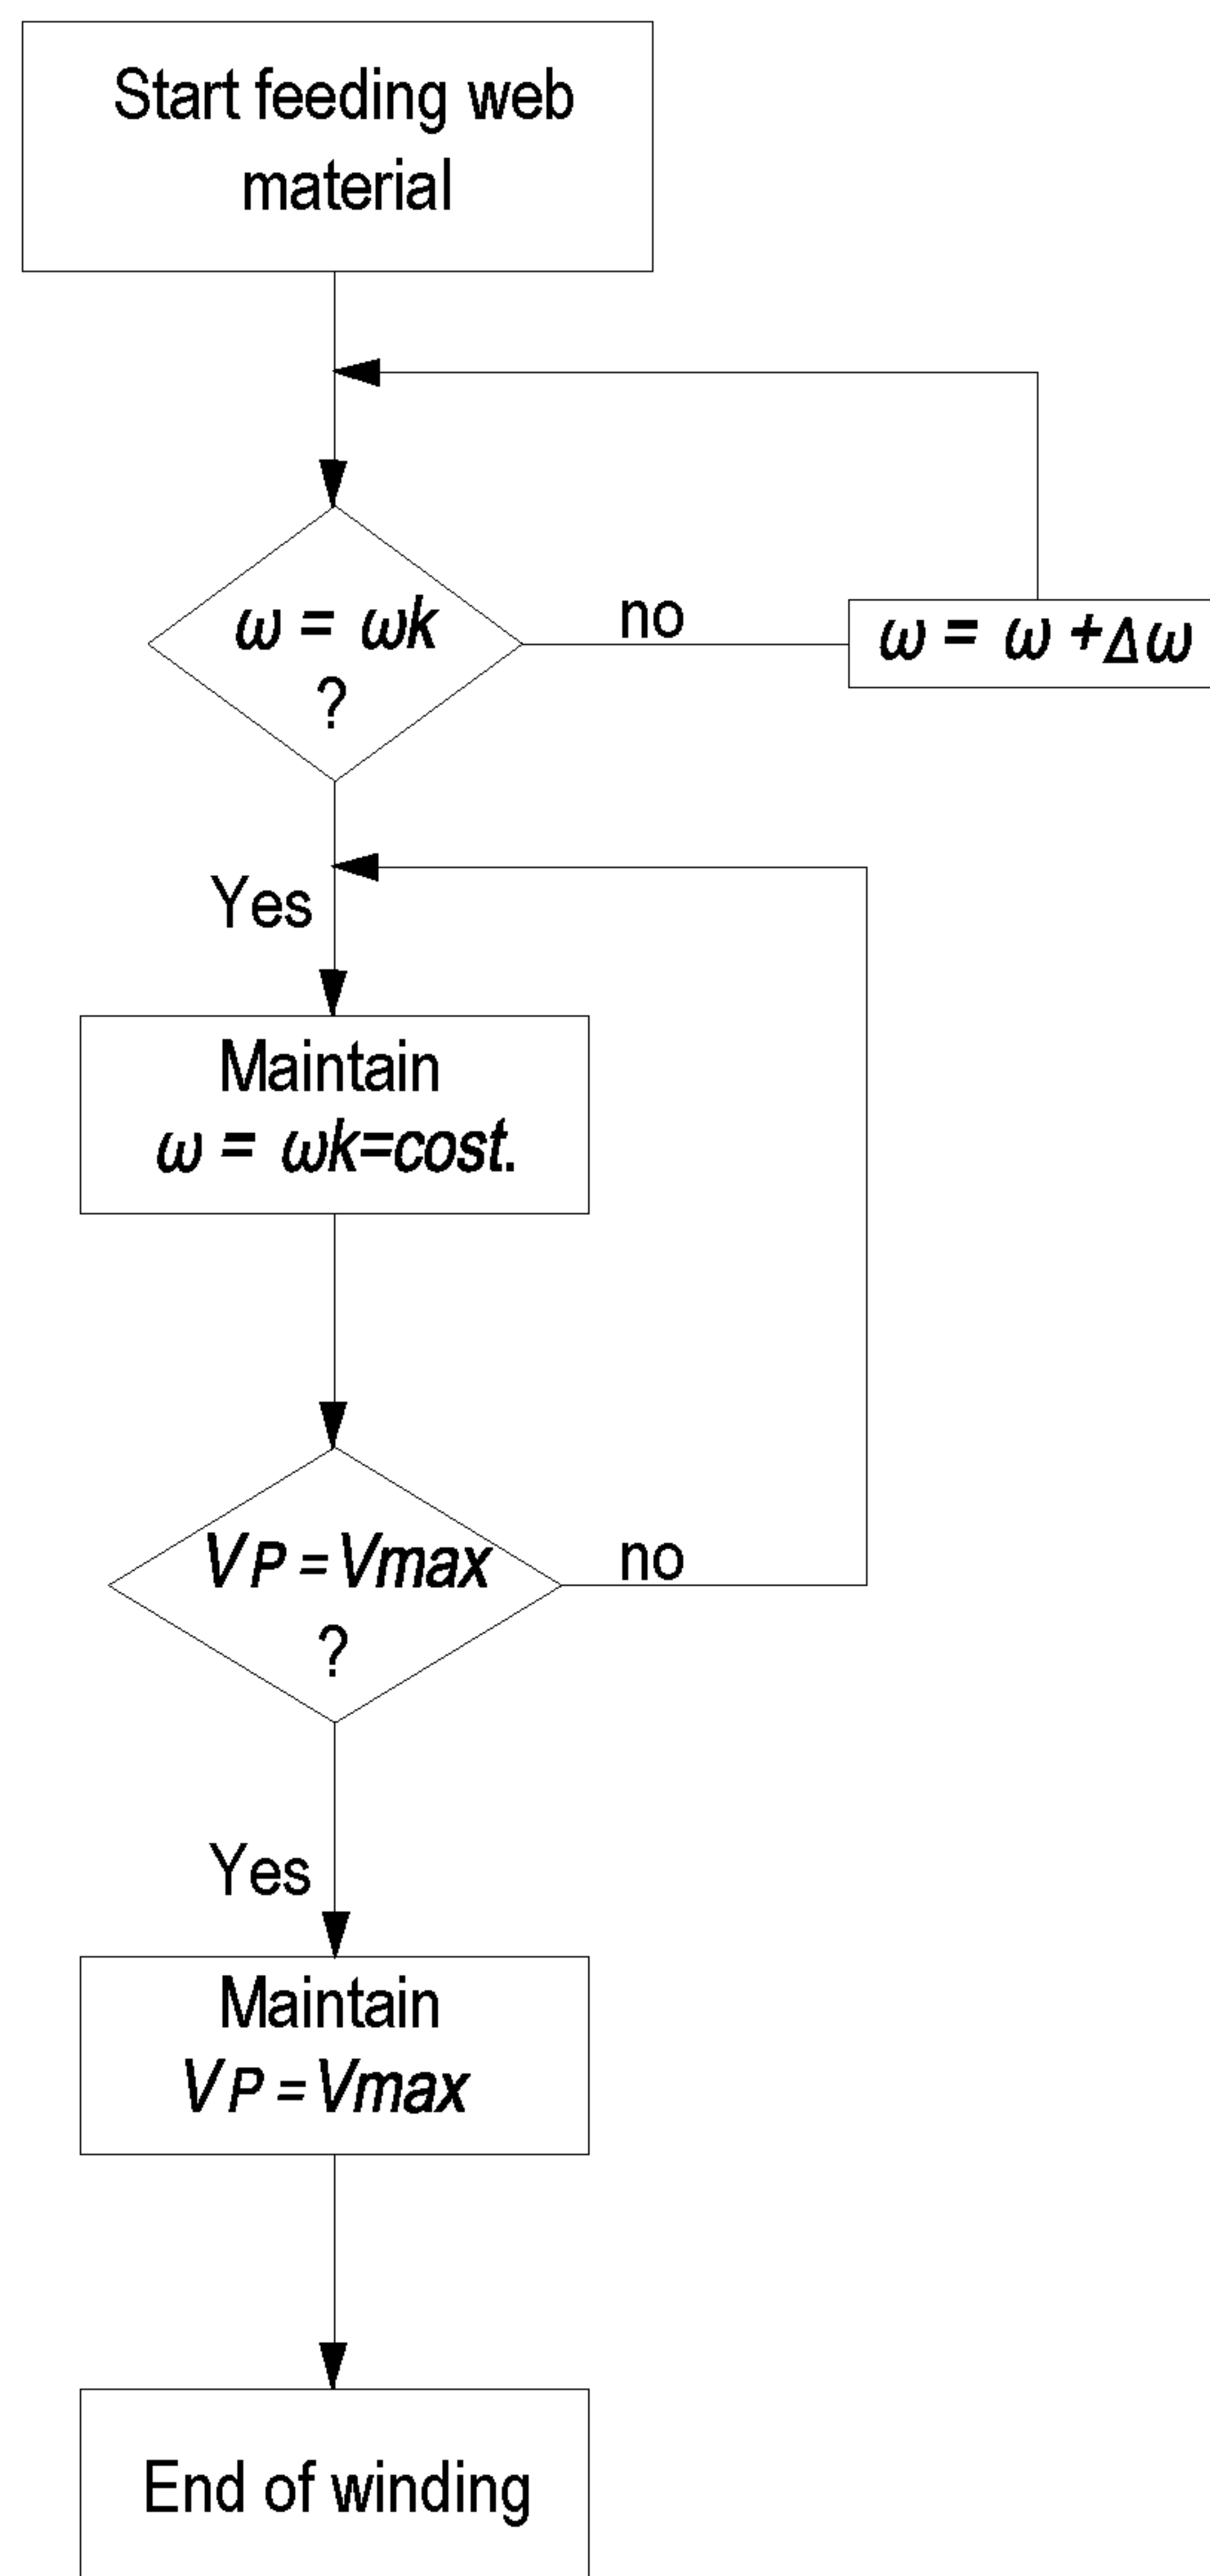 Start feeding web
material
ω = ωk
?
no
ω = ω +Δω
Yes
Maintain
ω = ωk=cost.
VP = Vmax
?
no
Yes
Maintain
VP = Vmax
End of winding